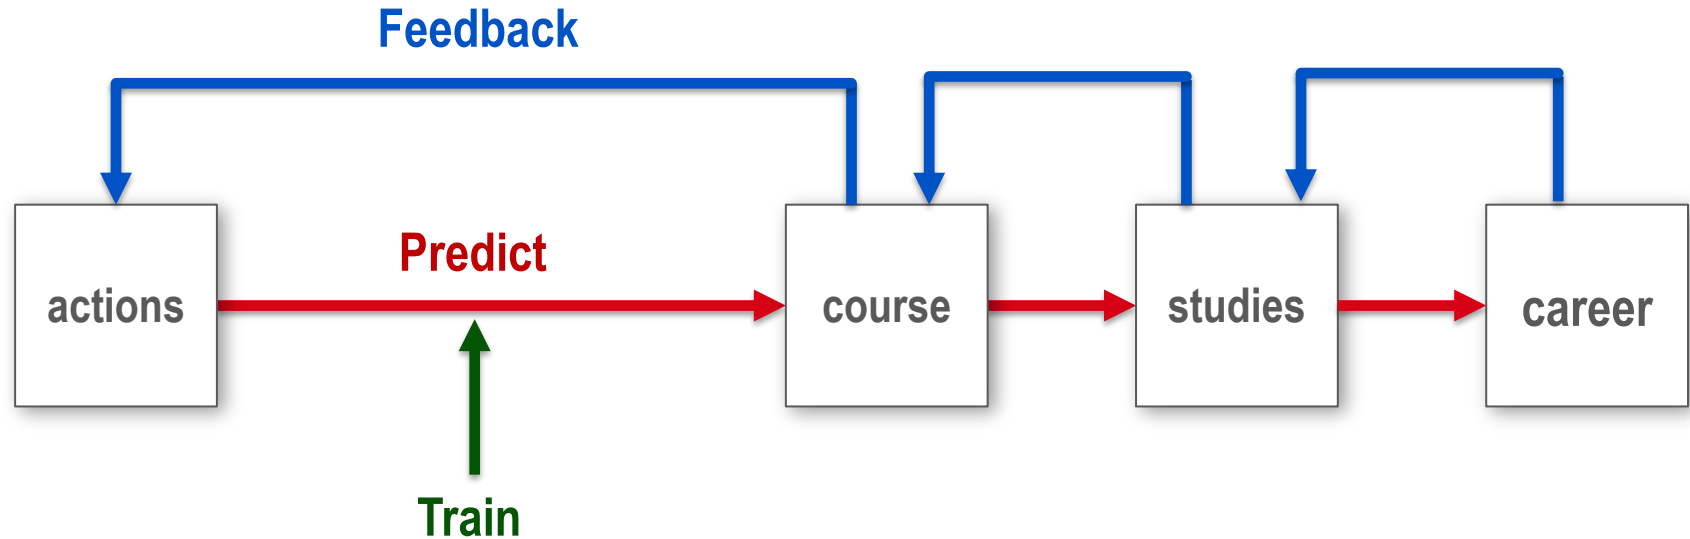 Feedback
Predict
actions
course
studies
career
Train